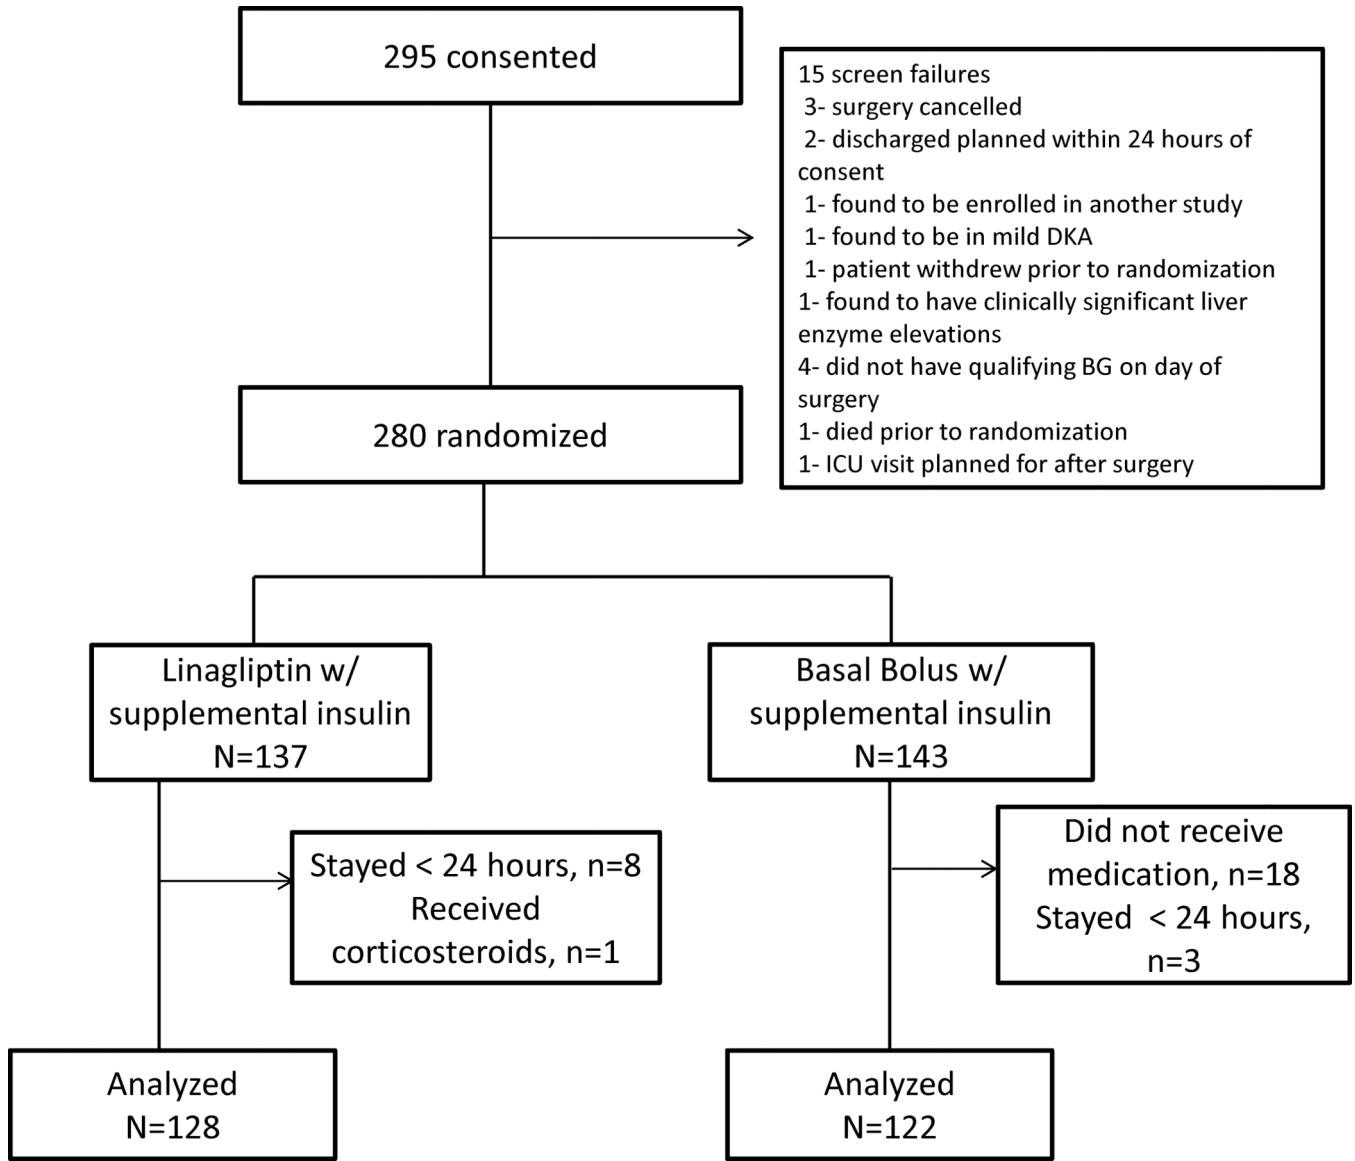 295 consented
15 screen failures
3- surgery cancelled
2- discharged planned within 24 hours of
consent
1- found to be enrolled in another study
1- found to be in mild DKA
1- patient withdrew prior to randomization
1- found to have clinically significant liver
enzyme elevations
4- did not have qualifying BG on day of
surgery
1- died prior to randomization
1- ICU visit planned for after surgery
280 randomized
Linagliptin w/
supplemental insulin
N=137
Basal Bolus w/
supplemental insulin
N=143
Stayed < 24 hours, n=8
Received
corticosteroids, n=1
Did not receive
medication, n=18
Stayed < 24 hours,
n=3
Analyzed
N=128
Analyzed
N=122